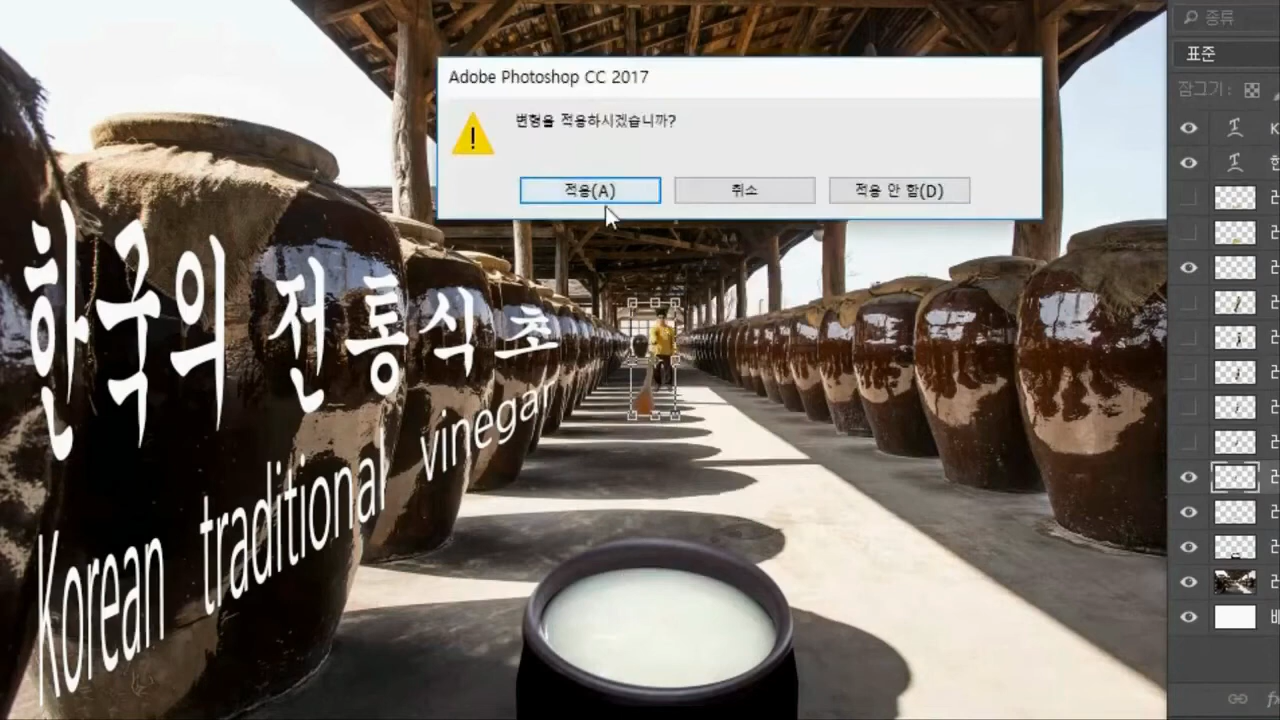 종류
표준
잠그기:
Adobe Photoshop CC 2017
변형을 적용하시겠습니까?
적용(A)
취소
적용 안 함(D)
한국의 전통식초
Korean traditional vinegar